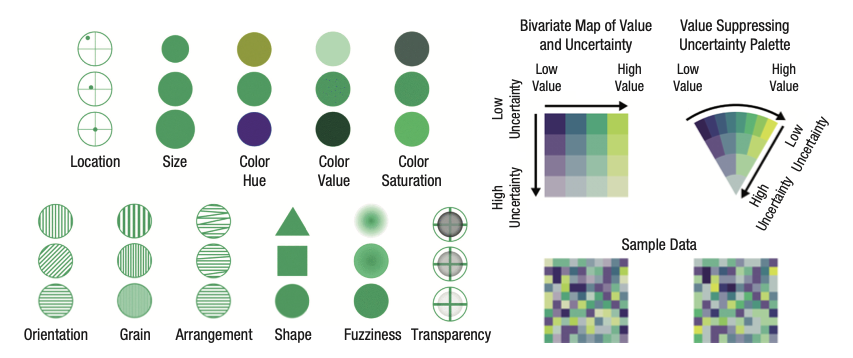 Location
Size
Color
Hue
Color
Value
Color
Saturation
Orientation
Grain
Arrangement
Shape
Fuzziness
Transparency
Bivariate Map of Value
and Uncertainty
Low
Value
High
Value
Low
Uncertainty
High
Uncertainty
Value Suppressing
Uncertainty Palette
Low
Value
High
Value
Low
Uncertainty
High
Uncertainty
Sample Data